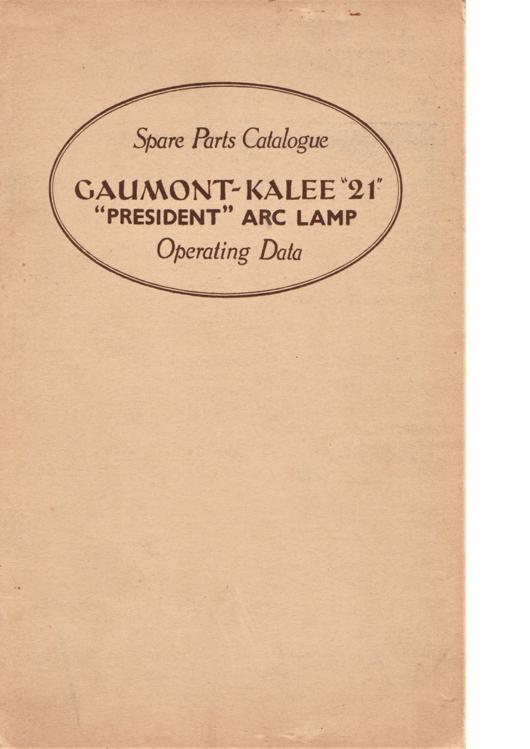 Spare Parts Catalogue
GAUMONT-KALEE "21"
"PRESIDENT" ARC LAMP
Operating Data